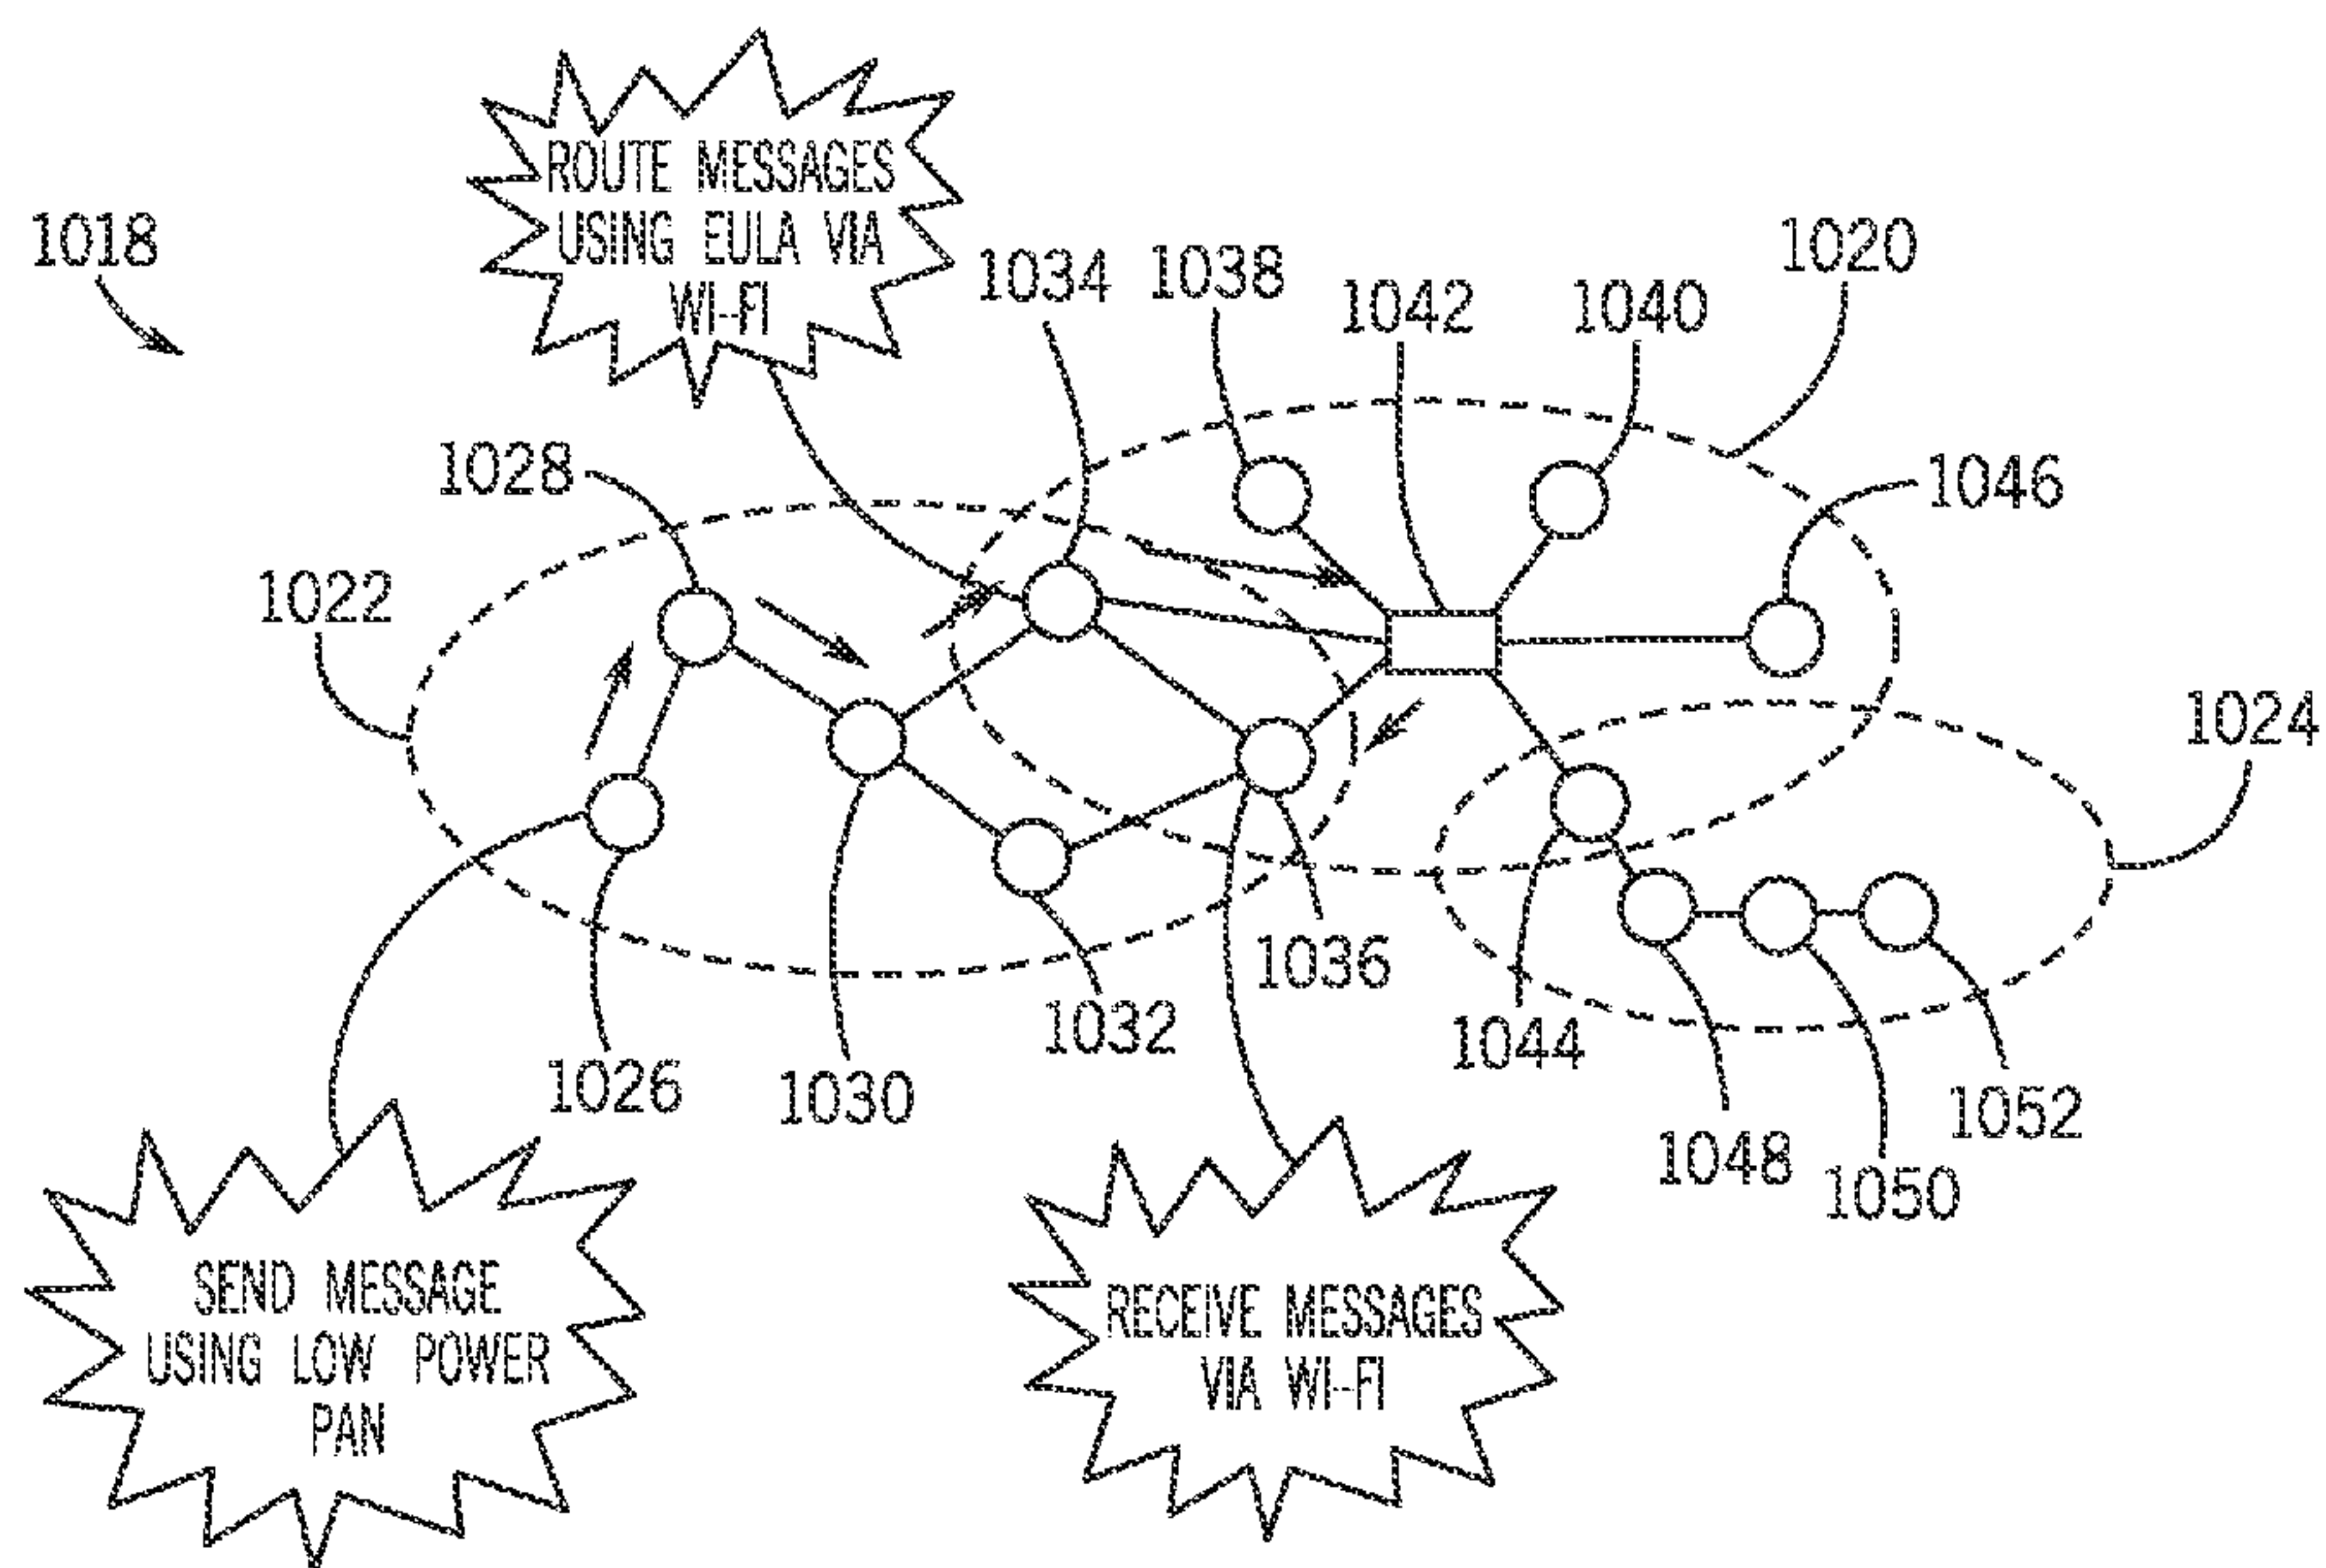 ROUTE MESSAGES
USING EULA VIA
WI-FI
1018
1034
1038
1042
1040
1020
1028
1046
1022
1024
1036
1032
1044
1026
1030
1052
1048
1050
SEND MESSAGE
USING LOW POWER
PAN
RECEIVE MESSAGES
VIA WI-FI